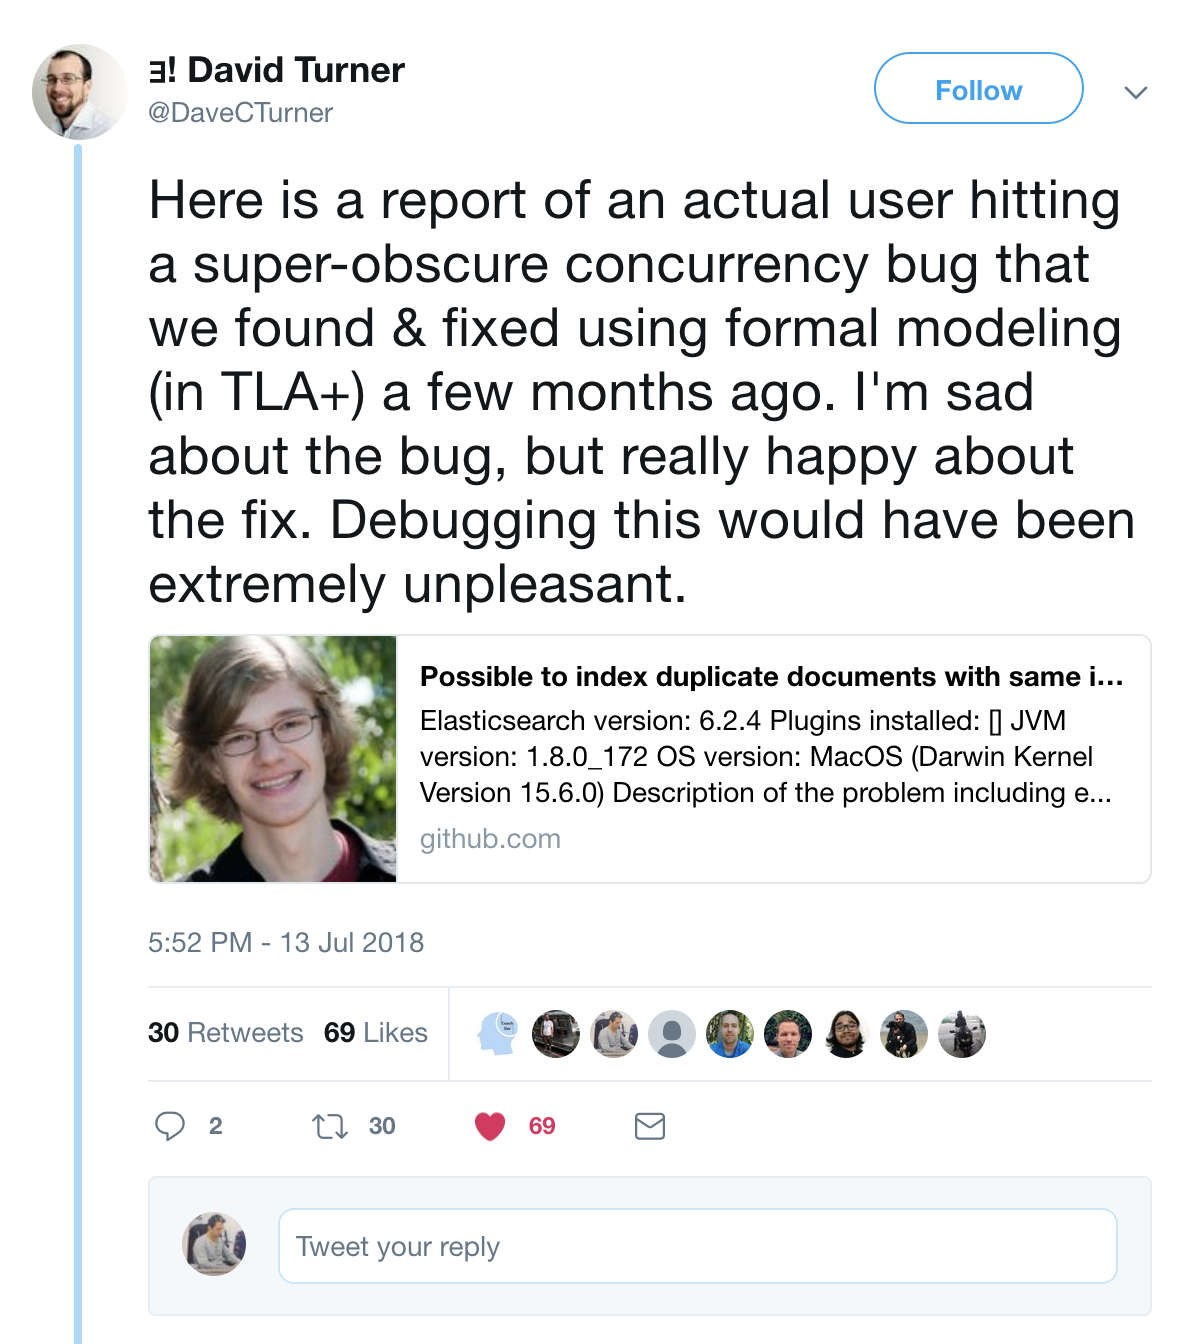 ∃! David Turner
@DaveCTurner
Follow
Here is a report of an actual user hitting
a super-obscure concurrency bug that
we found & fixed using formal modeling
(in TLA+) a few months ago. I'm sad
about the bug, but really happy about
the fix. Debugging this would have been
extremely unpleasant.
Possible to index duplicate documents with same i...
Elasticsearch version: 6.2.4 Plugins installed: [] JVM
version: 1.8.0_172 OS version: MacOS (Darwin Kernel
Version 15.6.0) Description of the problem including e...
github.com
5:52 PM - 13 Jul 2018
30 Retweets 69 Likes
2 30 69
Tweet your reply